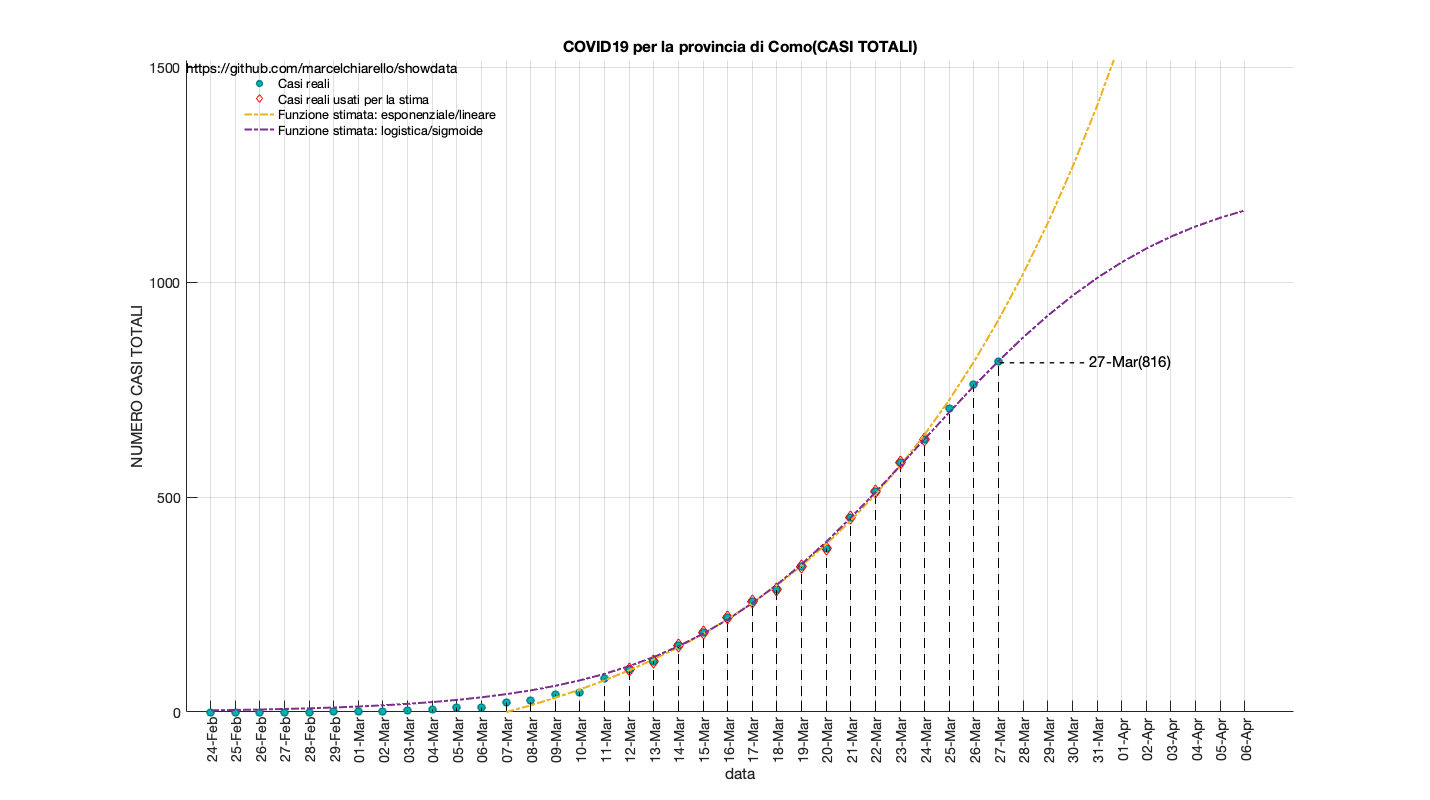 COVID19 per la provincia di Como(CASI TOTALI)
https://github.com/marcelchiarello/showdata
Casi reali
Casi reali usati per la stima
Funzione stimata: esponenziale/lineare
Funzione stimata: logistica/sigmoide
NUMERO CASI TOTALI
1500
1000
500
0
27-Mar(816)
24-Feb
25-Feb
26-Feb
27-Feb
28-Feb
29-Feb
01-Mar
02-Mar
03-Mar
04-Mar
05-Mar
06-Mar
07-Mar
08-Mar
09-Mar
10-Mar
11-Mar
12-Mar
13-Mar
14-Mar
15-Mar
16-Mar
17-Mar
18-Mar
19-Mar
20-Mar
21-Mar
22-Mar
23-Mar
24-Mar
25-Mar
26-Mar
27-Mar
28-Mar
29-Mar
30-Mar
31-Mar
01-Apr
02-Apr
03-Apr
04-Apr
05-Apr
06-Apr
data